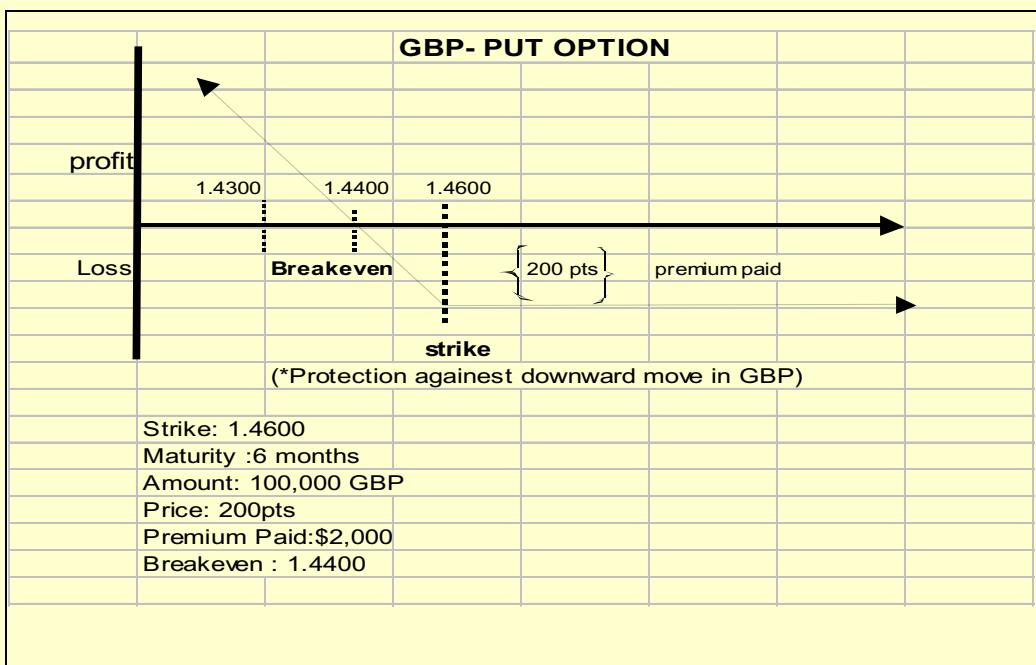 GBP- PUT OPTION
profit
1.4300 1.4400 1.4600
Loss Breakeven 200 pts premium paid
strike
(*Protection againest downward move in GBP)
Strike: 1.4600
Maturity :6 months
Amount: 100,000 GBP
Price: 200pts
Premium Paid:$2,000
Breakeven : 1.4400